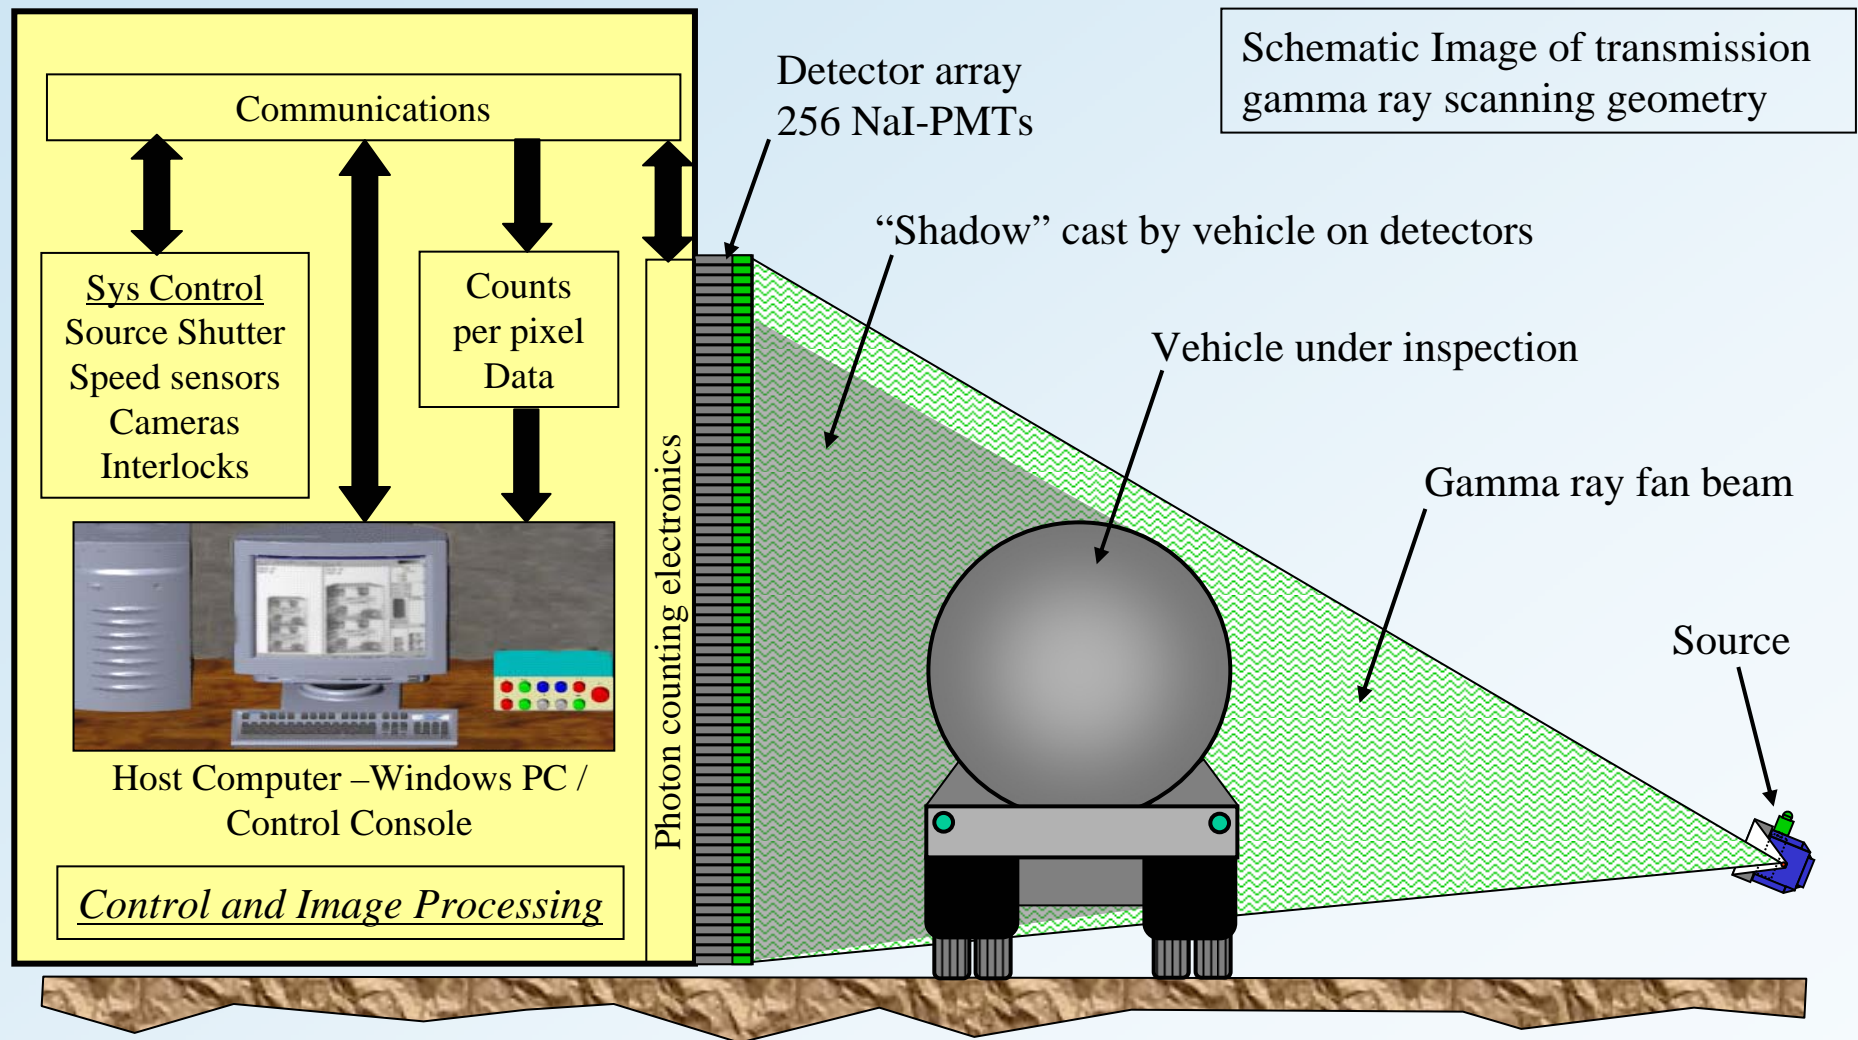 Schematic Image of transmission
gamma ray scanning geometry
Communications
Detector array
256 NaI-PMTs
“Shadow” cast by vehicle on detectors
Sys Control
Source Shutter
Speed sensors
Cameras
Interlocks
Counts
per pixel
Data
Vehicle under inspection
Gamma ray fan beam
Photon counting electronics
Source
Host Computer –Windows PC /
Control Console
Control and Image Processing